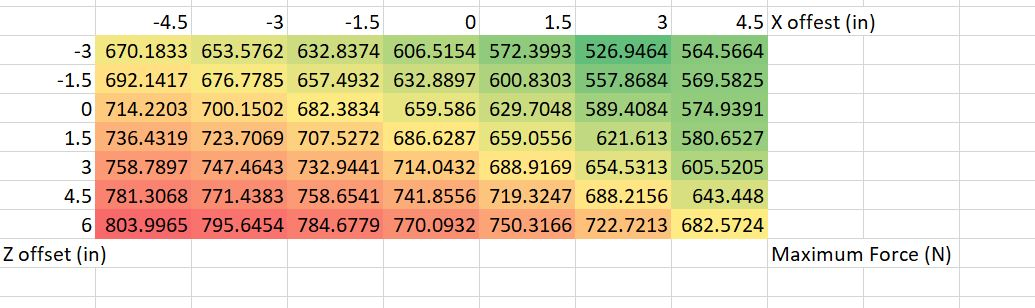 -4.5 -3 -1.5 0 1.5 3 4.5 X offest (in)
-3 670.1833 653.5762 632.8374 606.5154 572.3993 526.9464 564.5664
-1.5 692.1417 676.7785 657.4932 632.8897 600.8303 557.8684 569.5825
0 714.2203 700.1502 682.3834 659.586 629.7048 589.4084 574.9391
1.5 736.4319 723.7069 707.5272 686.6287 659.0556 621.613 580.6527
3 758.7897 747.4643 732.9441 714.0432 688.9169 654.5313 605.5205
4.5 781.3068 771.4383 758.6541 741.8556 719.3247 688.2156 643.448
6 803.9965 795.6454 784.6779 770.0932 750.3166 722.7213 682.5724
Z offset (in) Maximum Force (N)